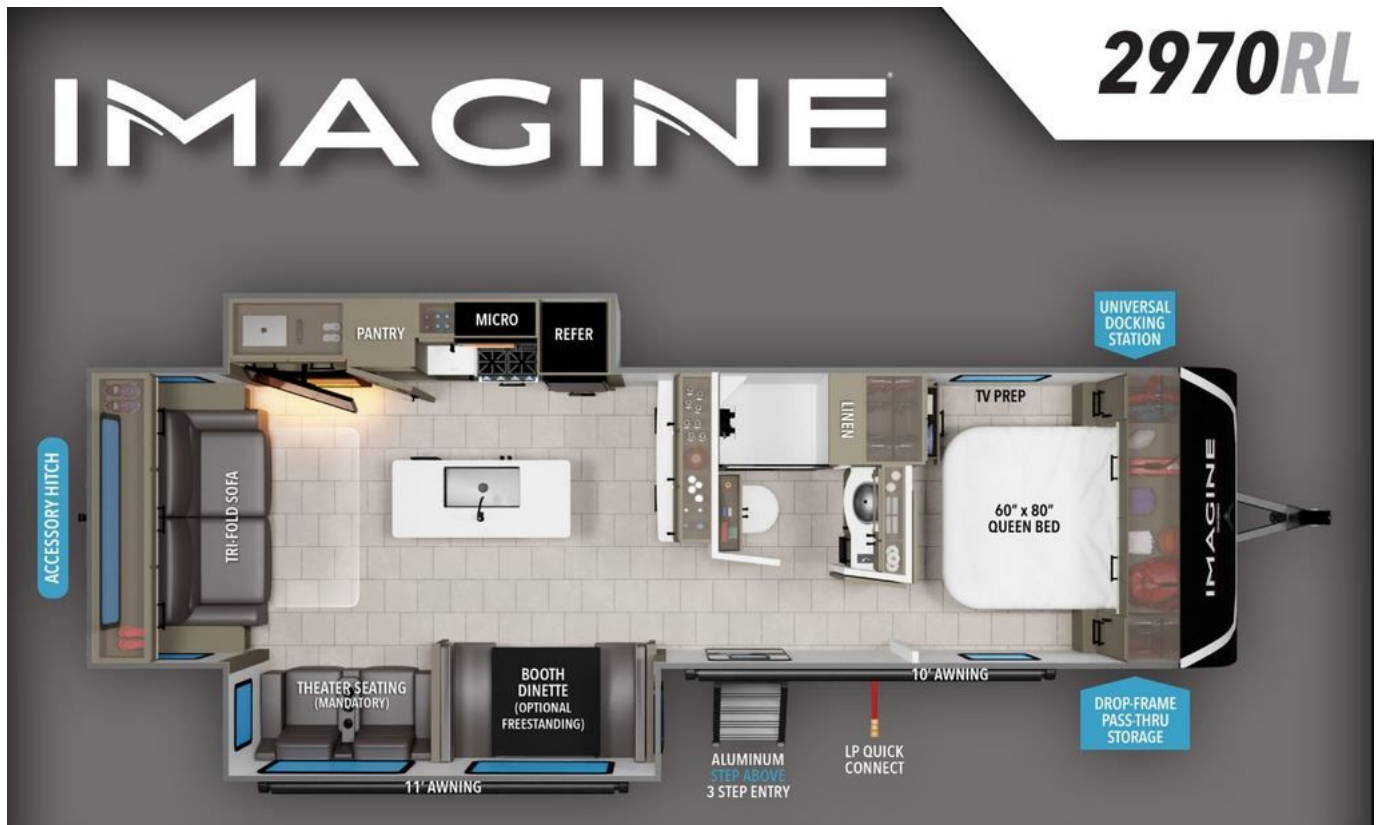 IMAGINE
2970RL
PANTRY
MICRO
REFER
UNIVERSAL
DOCKING
STATION
TV PREP
LINEN
ACCESSORY HITCH
TRI-FOLD SOFA
60" x 80"
QUEEN BED
IMAGINE
THEATER SEATING
(MANDATORY)
BOOTH
DINETTE
(OPTIONAL
FREESTANDING)
10' AWNING
DROP-FRAME
PASS-THRU
STORAGE
11' AWNING
ALUMINUM
STEP ABOVE
3 STEP ENTRY
LP QUICK
CONNECT